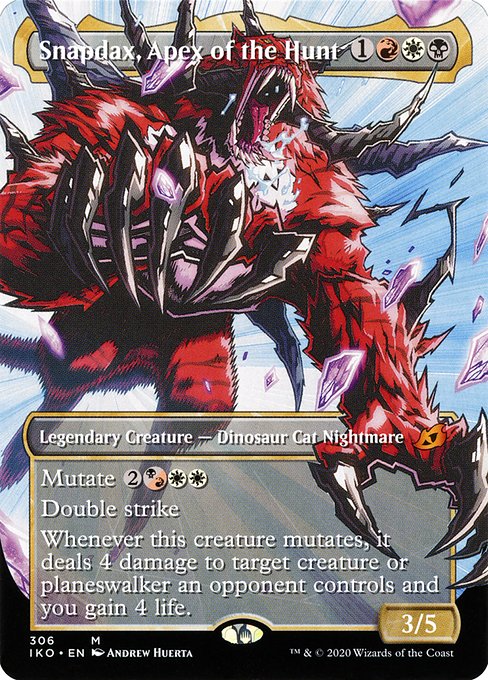 Snapdax, Apex of the Hunt 1
Legendary Creature — Dinosaur Cat Nightmare
Mutate 2
Double strike
Whenever this creature mutates, it
deals 4 damage to target creature or
planeswalker an opponent controls and
you gain 4 life.
3/5
306 M
IKO • EN Andrew Huerta
™ & © 2020 Wizards of the Coast